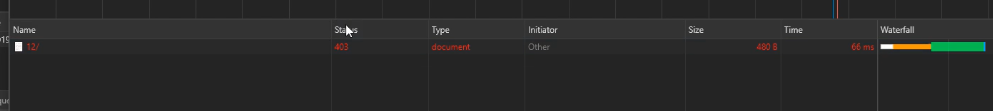 Name Status Type Initiator Size Time Waterfall
12/ 403 document Other 480 B 66 ms